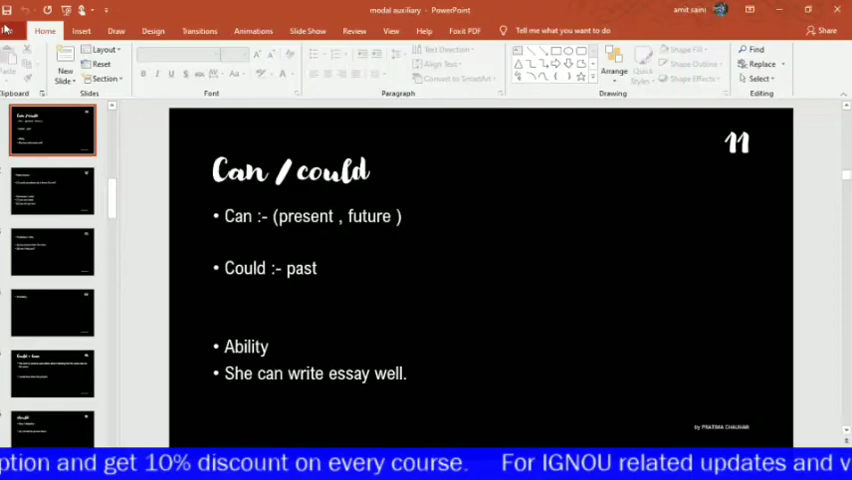 modal auxiliary - PowerPoint
amit saini
Home Insert Draw Design Transitions Animations Slide Show Review View Help Foxit PDF Tell me what you want to do Share
Layout
Reset
Section
New
Slide
Text Direction
Align Text
Convert to SmartArt
Arrange
Quick
Styles
Shape Fill
Shape Outline
Shape Effects
Find
Replace
Select
Clipboard Slides Font Paragraph Drawing Editing
11
Can / could
• Can :- (present , future )
• Could :- past
• Ability
• She can write essay well.
by PRATIMA CHAUHAN
ption and get 10% discount on every course. For IGNOU related updates and v